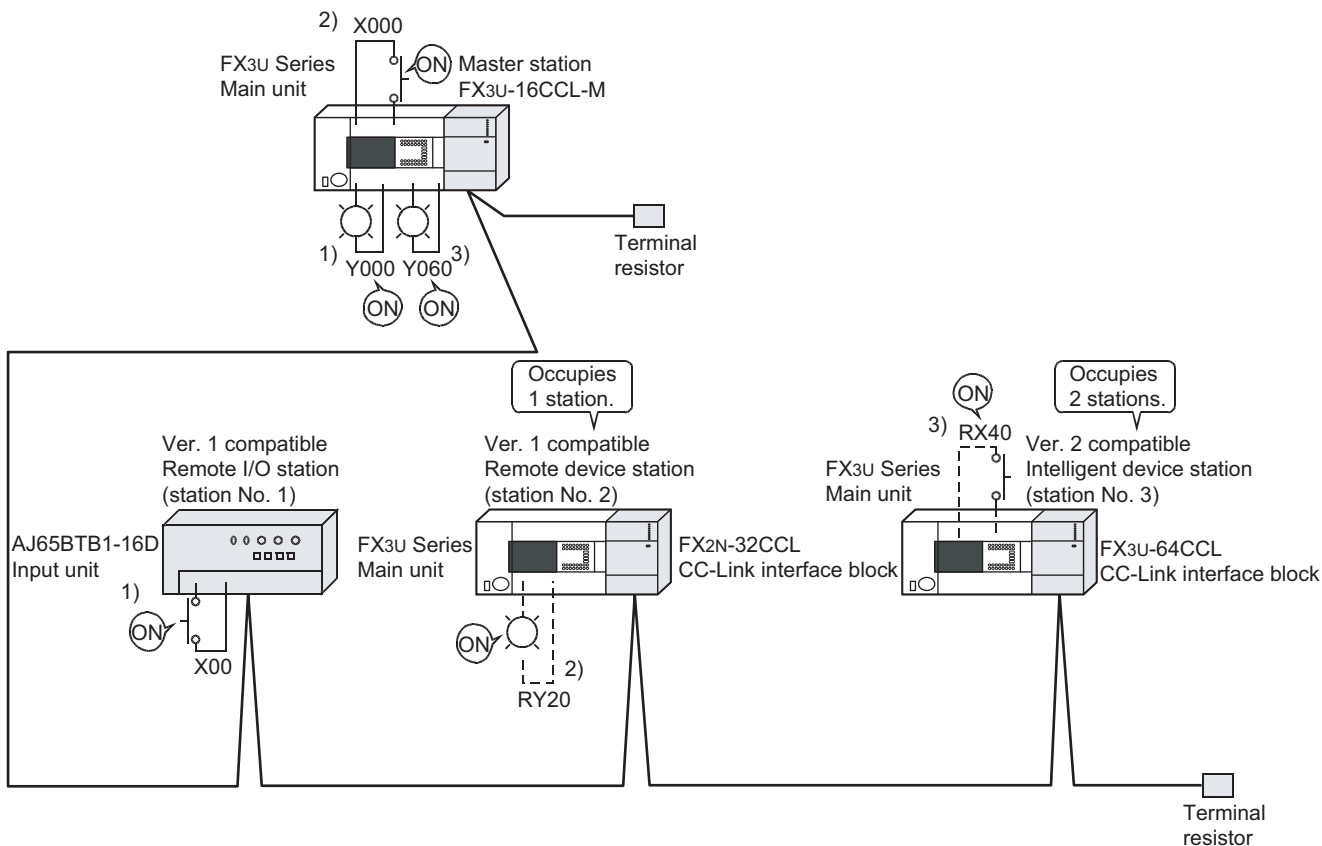 2) X000
FX3U Series
Main unit
ON
Master station
FX3U-16CCL-M
1) Y000
Y060 3)
ON
ON
Terminal
resistor
Occupies
1 station.
Occupies
2 stations.
Ver. 1 compatible
Remote I/O station
(station No. 1)
AJ65BTB1-16D
Input unit
1)
ON
X00
Ver. 1 compatible
Remote device station
(station No. 2)
FX3U Series
Main unit
FX2N-32CCL
CC-Link interface block
ON
2)
RY20
ON
3) RX40
FX3U Series
Main unit
Ver. 2 compatible
Intelligent device station
(station No. 3)
FX3U-64CCL
CC-Link interface block
Terminal
resistor